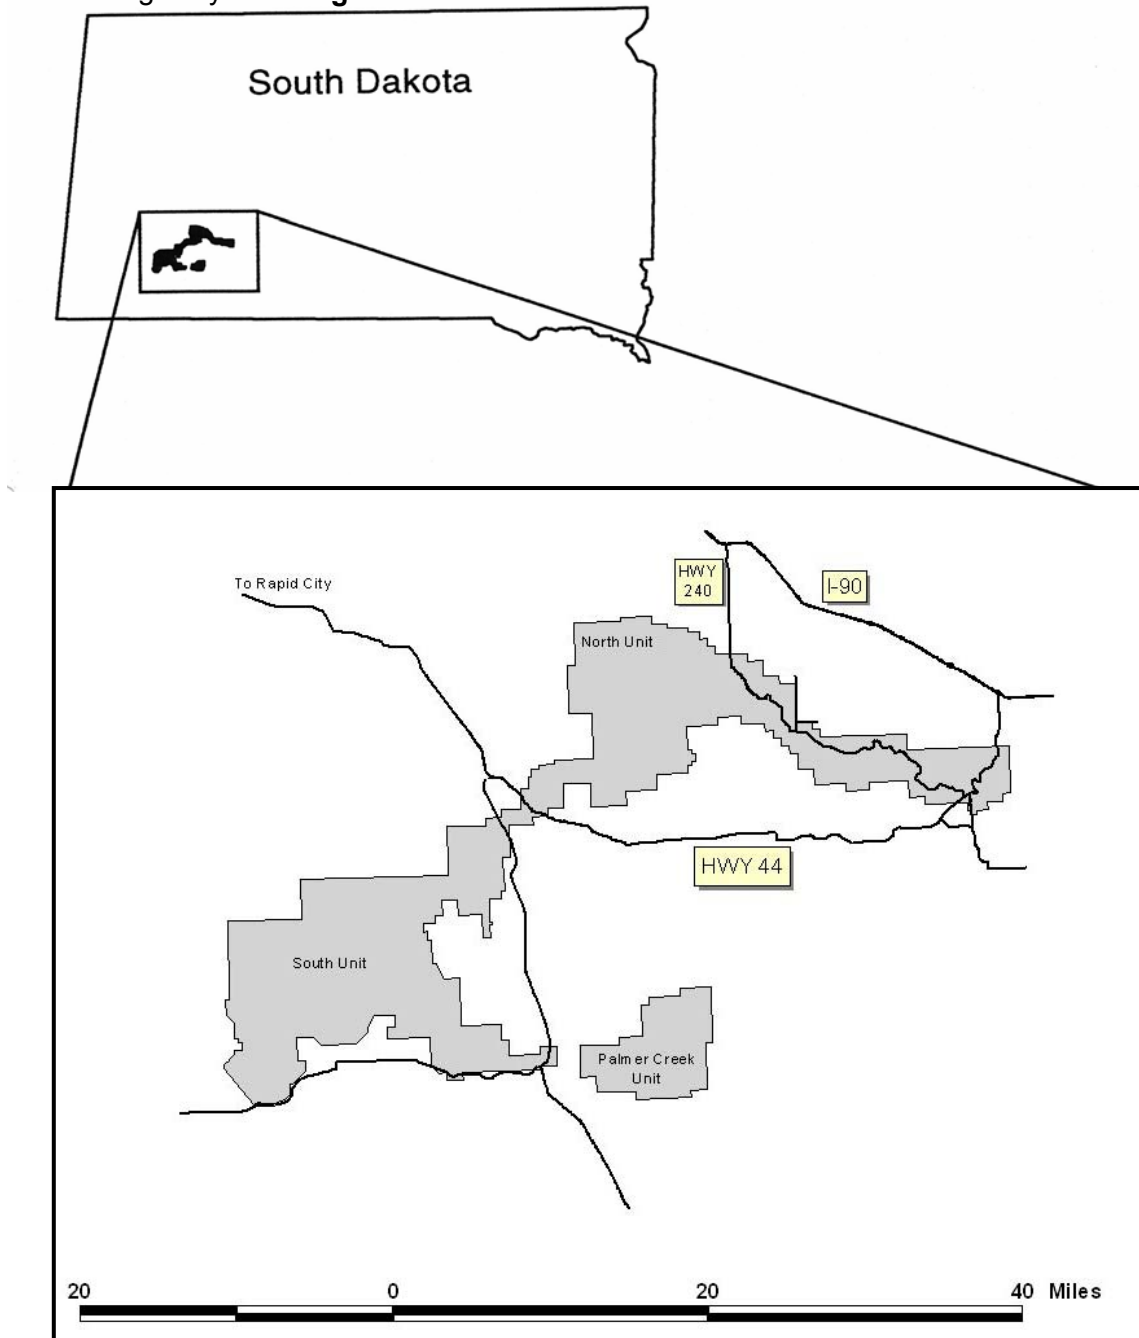 South Dakota
To Rapid City
HWY
240
I-90
North Unit
HWY 44
South Unit
Palmer Creek
Unit
20 0 20 40 Miles